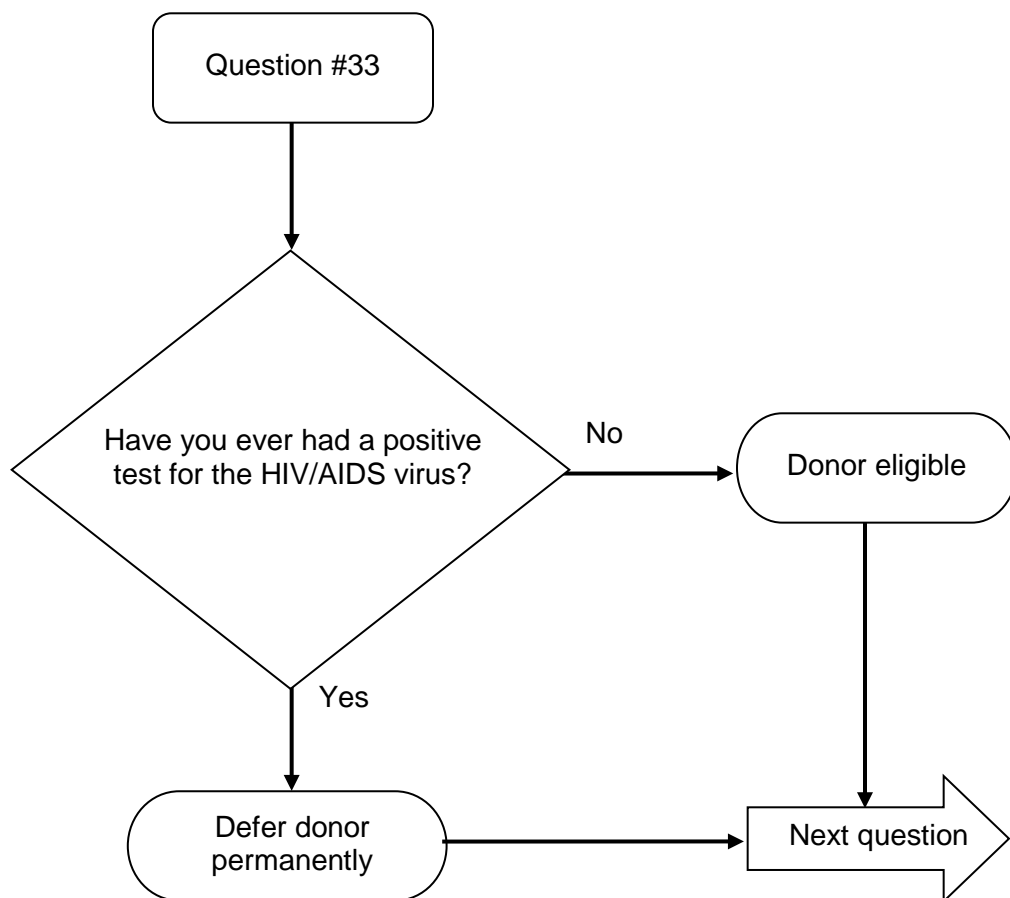 Question #33
Have you ever had a positive
test for the HIV/AIDS virus?
No
Donor eligible
Yes
Defer donor
permanently
Next question